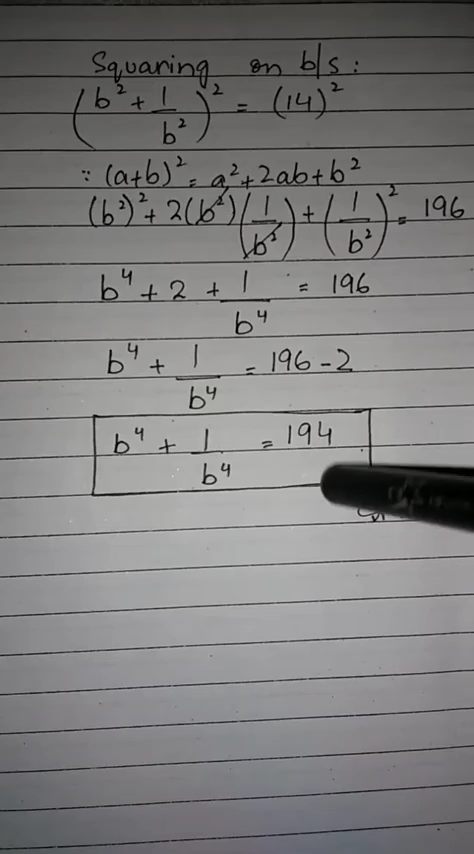 Squaring on b/s:
(b² + 1/b²)² = (14)²
∵ (a+b)² = a² + 2ab + b²
(b²)² + 2(b²)(1/b²) + (1/b²)² = 196
b⁴ + 2 + 1/b⁴ = 196
b⁴ + 1/b⁴ = 196 - 2
b⁴ + 1/b⁴ = 194